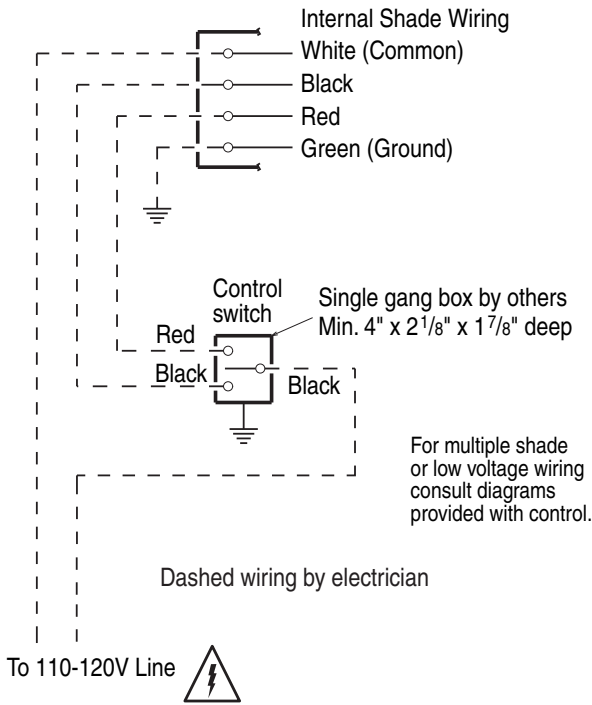 Internal Shade Wiring
White (Common)
Black
Red
Green (Ground)
Control
switch
Single gang box by others
Min. 4" x 2 1/8" x 1 7/8" deep
Red
Black
Black
For multiple shade
or low voltage wiring
consult diagrams
provided with control.
Dashed wiring by electrician
To 110-120V Line